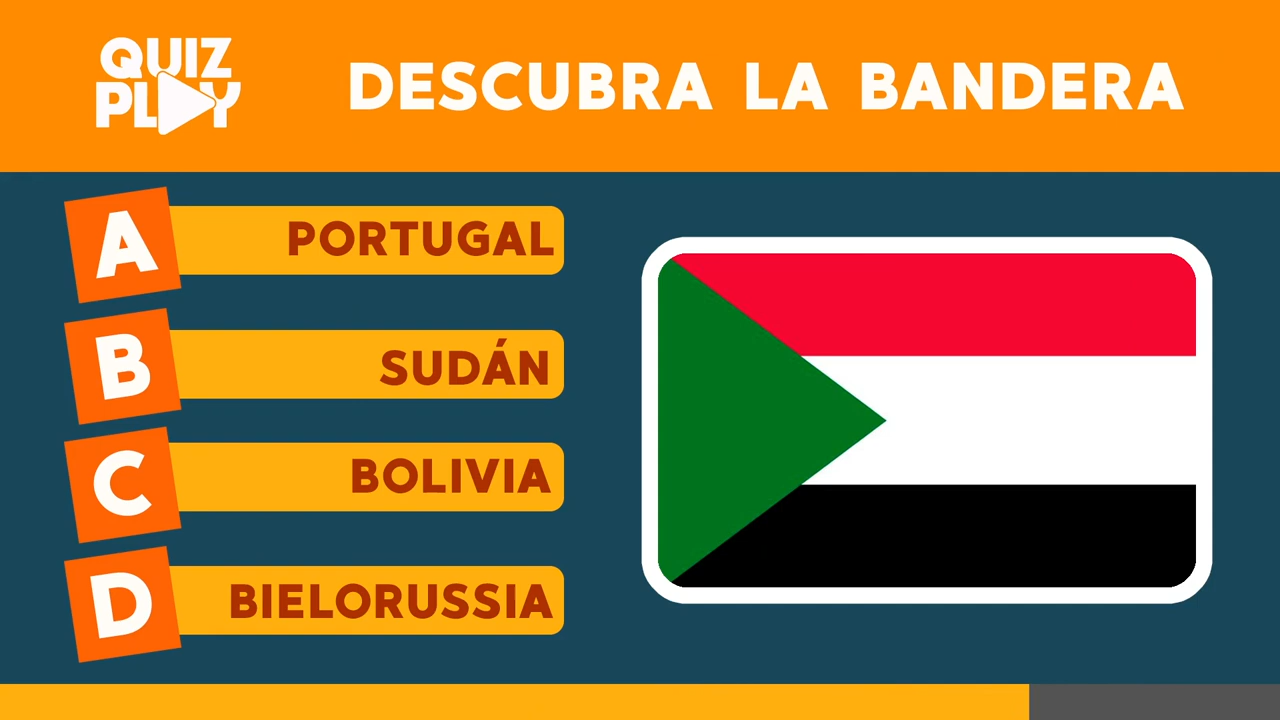 QUIZ
PLAY
DESCUBRA LA BANDERA
A
PORTUGAL
B
SUDÁN
C
BOLIVIA
D
BIELORUSSIA